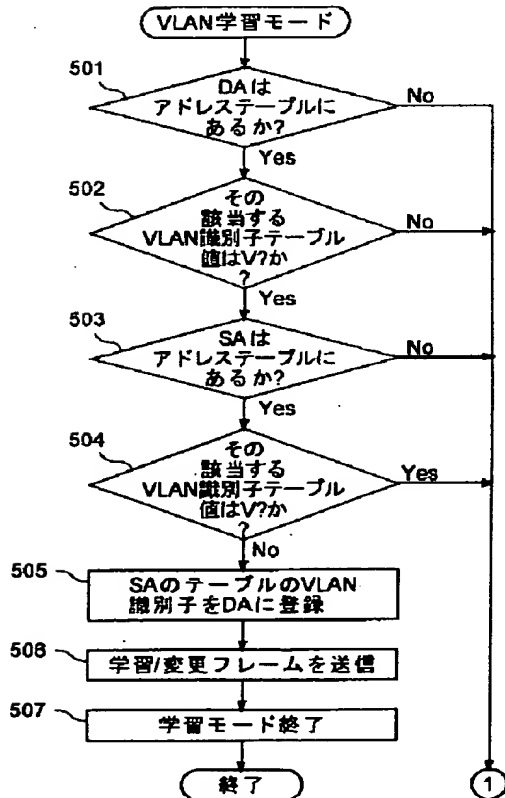 VLAN学習モード
501
DAは
アドレステーブルに
あるか?
No
Yes
502
その
該当する
VLAN識別子テーブル
値はV?か
?
No
Yes
503
SAは
アドレステーブルに
あるか?
No
Yes
504
その
該当する
VLAN識別子テーブル
値はV?か
?
Yes
No
505
SAのテーブルのVLAN
識別子をDAに登録
508
学習/変更フレームを送信
507
学習モード終了
終了
1